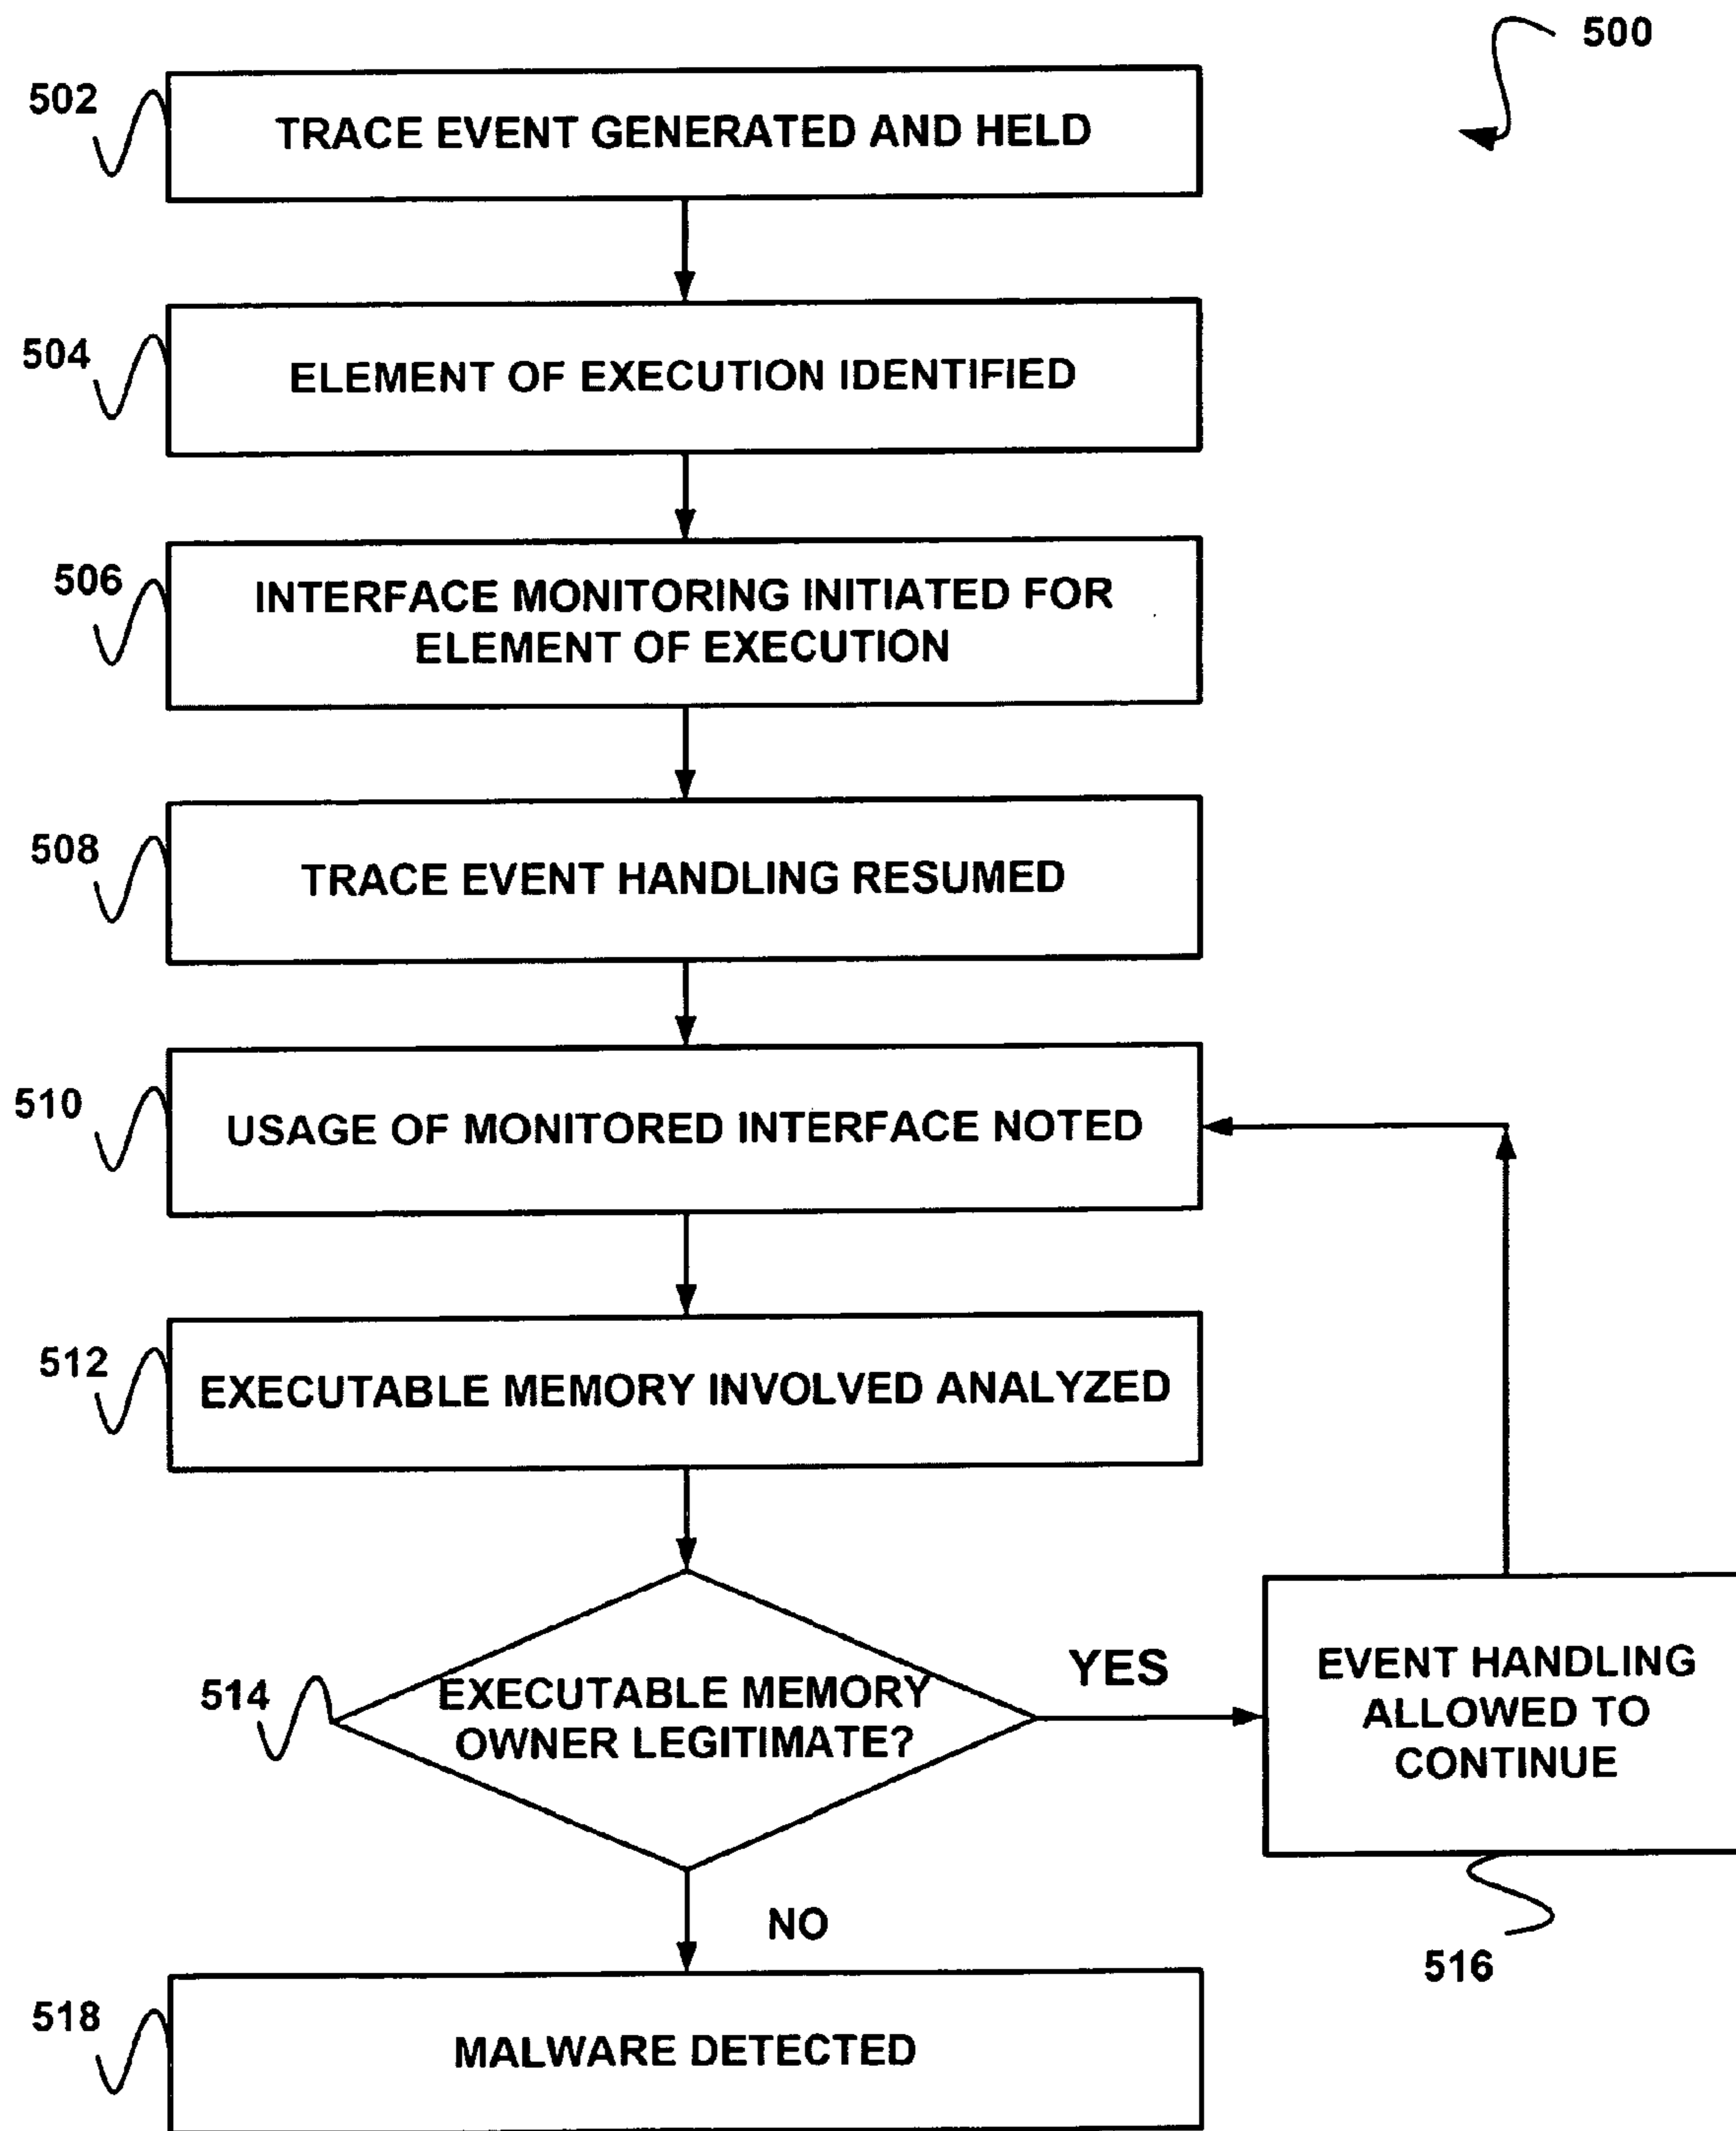 500
502
TRACE EVENT GENERATED AND HELD
504
ELEMENT OF EXECUTION IDENTIFIED
506
INTERFACE MONITORING INITIATED FOR
ELEMENT OF EXECUTION
508
TRACE EVENT HANDLING RESUMED
510
USAGE OF MONITORED INTERFACE NOTED
512
EXECUTABLE MEMORY INVOLVED ANALYZED
514
EXECUTABLE MEMORY
OWNER LEGITIMATE?
YES
EVENT HANDLING
ALLOWED TO
CONTINUE
516
NO
518
MALWARE DETECTED